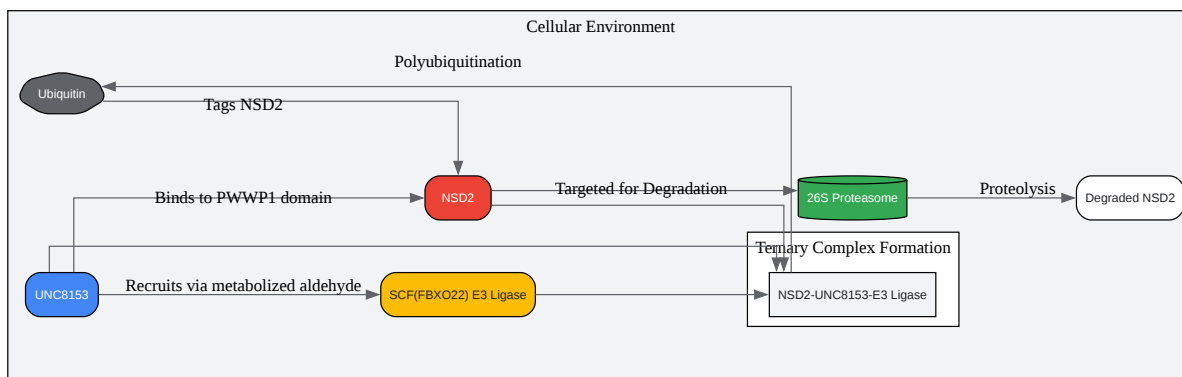 Cellular Environment
Polyubiquitination
Ubiquitin
Tags NSD2
Binds to PWWP1 domain
NSD2
Targeted for Degradation
26S Proteasome
Proteolysis
Degraded NSD2
Ternary Complex Formation
UNC8153
Recruits via metabolized aldehyde
SCF(FBXO22) E3 Ligase
NSD2-UNC8153-E3 Ligase